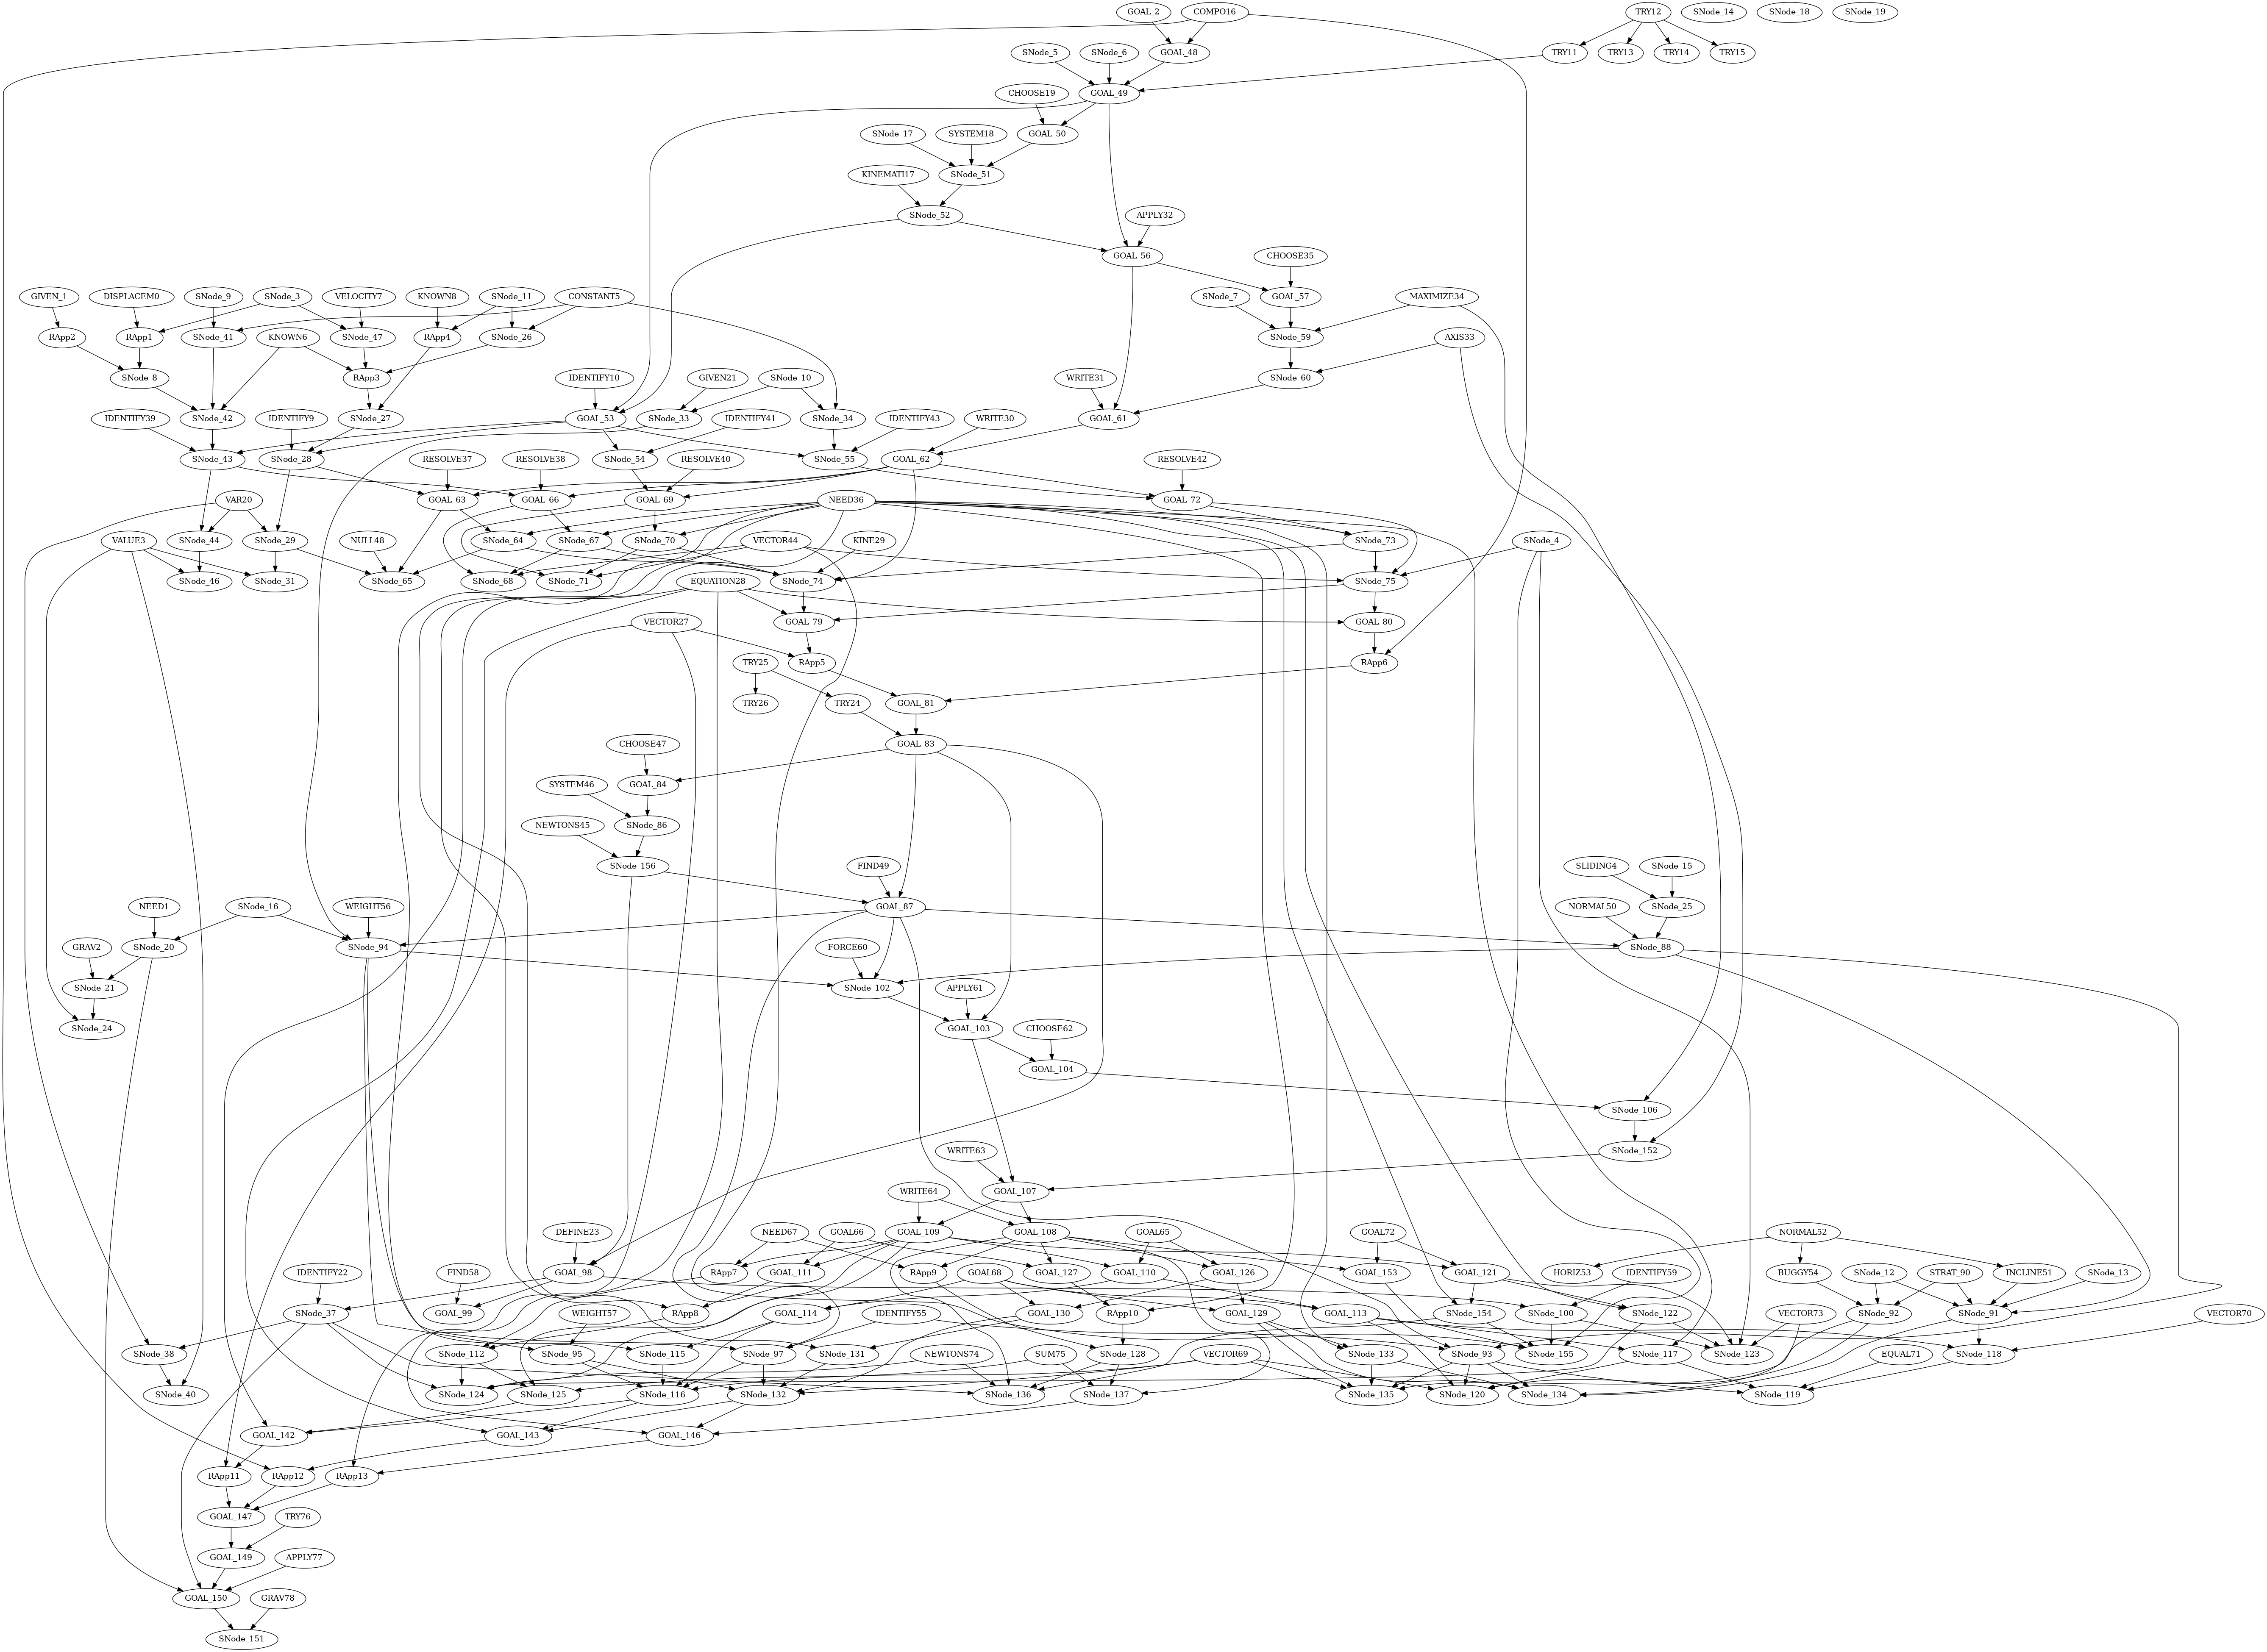 GOAL_2 COMPO16 TRY12 SNode_14 SNode_18 SNode_19
SNode_5 SNode_6 GOAL_48 TRY11 TRY13 TRY14 TRY15
CHOOSE19 GOAL_49
SNode_17 SYSTEM18 GOAL_50
KINEMATI17 SNode_51
SNode_52 APPLY32
GOAL_56 CHOOSE35
GIVEN_1 DISPLACEM0 SNode_9 SNode_3 VELOCITY7 KNOWN8 SNode_11 CONSTANT5 SNode_7 GOAL_57 MAXIMIZE34
RApp2 RApp1 SNode_41 KNOWN6 SNode_47 RApp4 SNode_26 SNode_59 AXIS33
SNode_8 RApp3 IDENTIFY10 GIVEN21 SNode_10 WRITE31 SNode_60
IDENTIFY39 SNode_42 IDENTIFY9 SNode_27 GOAL_53 SNode_33 IDENTIFY41 SNode_34 IDENTIFY43 WRITE30 GOAL_61
SNode_43 SNode_28 RESOLVE37 RESOLVE38 SNode_54 RESOLVE40 SNode_55 GOAL_62 RESOLVE42
VAR20 GOAL_63 GOAL_66 GOAL_69 NEED36 GOAL_72
VALUE3 SNode_44 SNode_29 NULL48 SNode_64 SNode_67 SNode_70 VECTOR44 KINE29 SNode_73 SNode_4
SNode_46 SNode_31 SNode_65 SNode_68 SNode_71 EQUATION28 SNode_74 SNode_75
VECTOR27 GOAL_79 GOAL_80
TRY25 RApp5 RApp6
TRY26 TRY24 GOAL_81
CHOOSE47 GOAL_83
SYSTEM46 GOAL_84
NEWTONS45 SNode_86
SNode_156 FIND49 SLIDING4 SNode_15
NEED1 SNode_16 WEIGHT56 GOAL_87 NORMAL50 SNode_25
GRAV2 SNode_20 SNode_94 FORCE60 SNode_88
SNode_21 SNode_102 APPLY61
SNode_24 GOAL_103 CHOOSE62
GOAL_104
SNode_106
WRITE63 SNode_152
WRITE64 GOAL_107
DEFINE23 NEED67 GOAL66 GOAL_109 GOAL_108 GOAL65 GOAL72 NORMAL52
IDENTIFY22 FIND58 GOAL_98 RApp7 GOAL_111 RApp9 GOAL68 GOAL_127 GOAL_110 GOAL_126 GOAL_153 GOAL_121 HORIZ53 IDENTIFY59 BUGGY54 SNode_12 STRAT_90 INCLINE51 SNode_13
SNode_37 GOAL_99 WEIGHT57 RApp8 GOAL_114 IDENTIFY55 GOAL_130 RApp10 GOAL_129 GOAL_113 SNode_154 SNode_100 SNode_122 VECTOR73 SNode_92 SNode_91 VECTOR70
SNode_38 SNode_112 SNode_95 SNode_115 SNode_97 SNode_131 NEWTONS74 SUM75 SNode_128 VECTOR69 SNode_133 SNode_93 SNode_155 SNode_117 SNode_123 EQUAL71 SNode_118
SNode_40 SNode_124 SNode_125 SNode_116 SNode_132 SNode_136 SNode_137 SNode_135 SNode_120 SNode_134 SNode_119
GOAL_142 GOAL_143 GOAL_146
RApp11 RApp12 RApp13
GOAL_147 TRY76
GOAL_149 APPLY77
GOAL_150 GRAV78
SNode_151